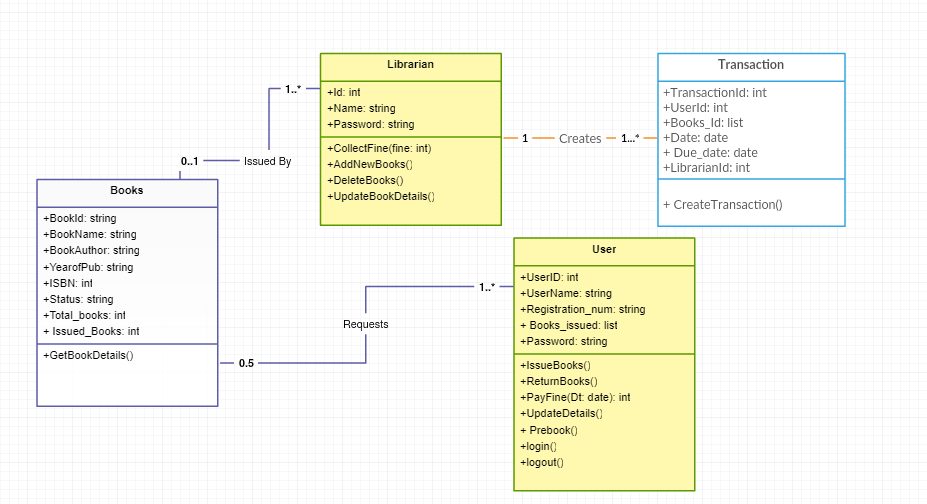 Librarian
+Id: int
+Name: string
+Password: string
+CollectFine(fine: int)
+AddNewBooks()
+DeleteBooks()
+UpdateBookDetails()
Transaction
+TransactionId: int
+UserId: int
+Books_Id: list
+Date: date
+ Due_date: date
+LibrarianId: int
+ CreateTransaction()
1..*
0..1
Issued By
1
Creates
1...*
Books
+BookId: string
+BookName: string
+BookAuthor: string
+YearofPub: string
+ISBN: int
+Status: string
+Total_books: int
+ Issued_Books: int
+GetBookDetails()
User
+UserID: int
+UserName: string
+Registration_num: string
+ Books_issued: list
+Password: string
+IssueBooks()
+ReturnBooks()
+PayFine(Dt: date): int
+UpdateDetails()
+ Prebook()
+login()
+logout()
1..*
Requests
0.5